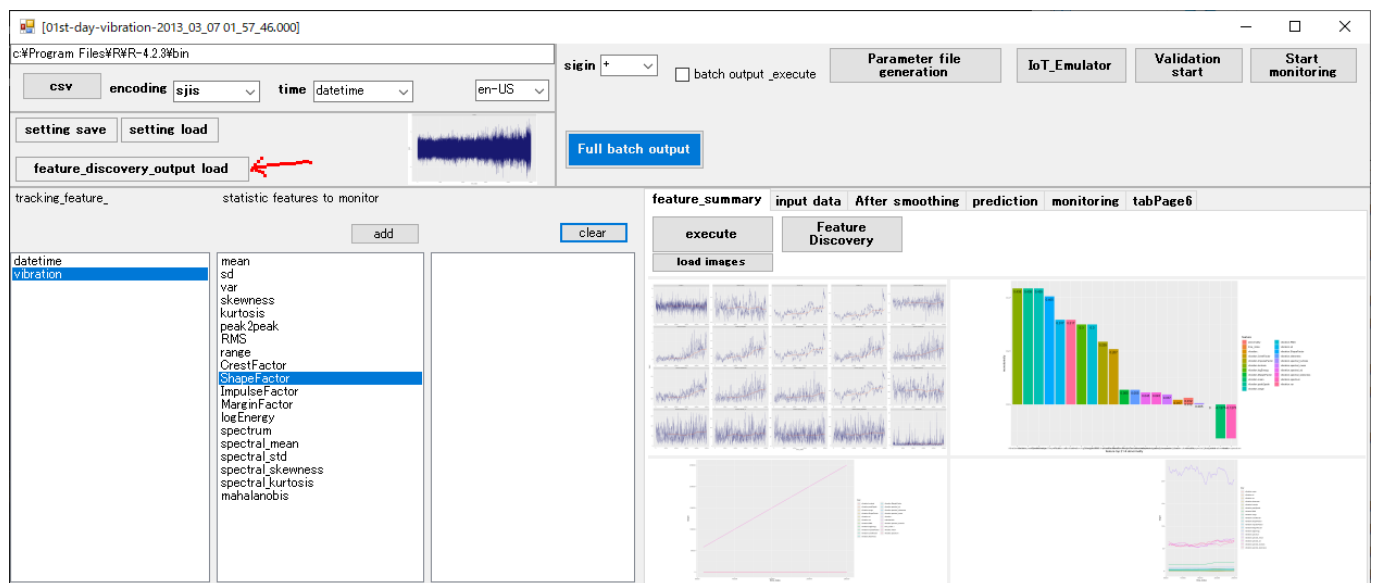 [01st-day-vibration-2013_03_07 01_57_46.000]
c:¥Program Files¥R¥R-4.2.3¥bin
csv
encoding
sjis
time
datetime
en-US
sigin
+
batch output _execute
Parameter file
generation
IoT_Emulator
Validation
start
Start
monitoring
setting save
setting load
feature_discovery_output load
Full batch output
tracking_feature_
statistic features to monitor
add
clear
datetime
vibration
mean
sd
var
skewness
kurtosis
peak2peak
RMS
range
CrestFactor
ShapeFactor
ImpulseFactor
MarginFactor
logEnergy
spectrum
spectral_mean
spectral_std
spectral_skewness
spectral_kurtosis
mahalanobis
feature_summary
input data
After smoothing
prediction
monitoring
tabPage6
execute
Feature
Discovery
load images